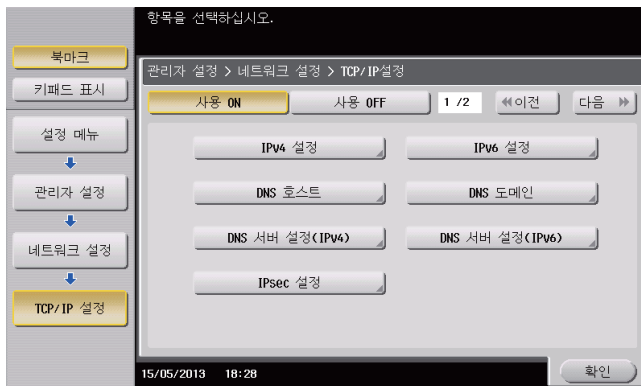 항목을 선택하십시오.
북마크
키패드 표시
설정 메뉴
관리자 설정
네트워크 설정
TCP/IP 설정
관리자 설정 > 네트워크 설정 > TCP/IP설정
사용 ON 사용 OFF 1 /2 이전 다음
IPv4 설정 IPv6 설정
DNS 호스트 DNS 도메인
DNS 서버 설정(IPv4) DNS 서버 설정(IPv6)
IPsec 설정
15/05/2013 18:28 확인